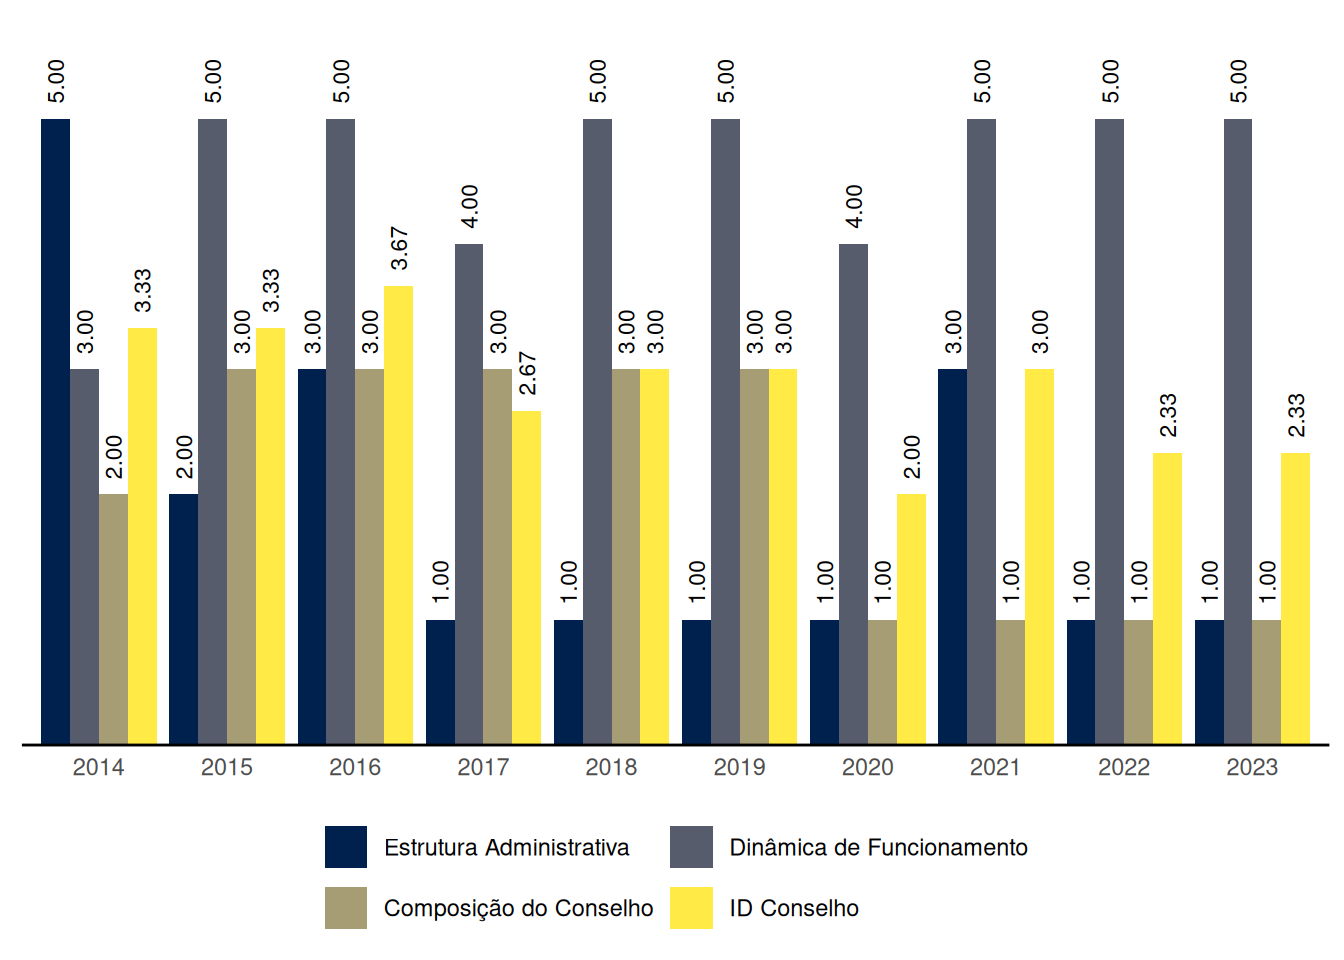 5.00 3.00 2.00 3.33 2.00 5.00 3.00 3.33 3.00 5.00 3.00 3.67 1.00 4.00 3.00 2.67 1.00 5.00 3.00 3.00 1.00 5.00 3.00 3.00 1.00 4.00 1.00 2.00 3.00 5.00 1.00 3.00 1.00 5.00 1.00 2.33 1.00 5.00 1.00 2.33
2014 2015 2016 2017 2018 2019 2020 2021 2022 2023
Estrutura Administrativa Dinâmica de Funcionamento
Composição do Conselho ID Conselho